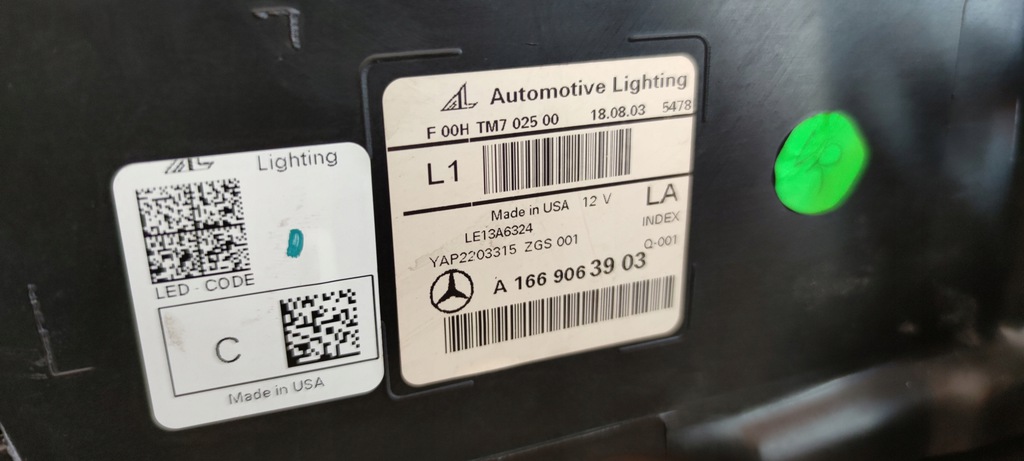 Lighting
LED - CODE
C
Made in USA
AL Automotive Lighting
F 00H TM7 025 00 18.08.03 5478
L1
LA
Made in USA 12 V
INDEX
LE13A6324
YAP2203315 ZGS 001 Q-001
A 166 906 39 03